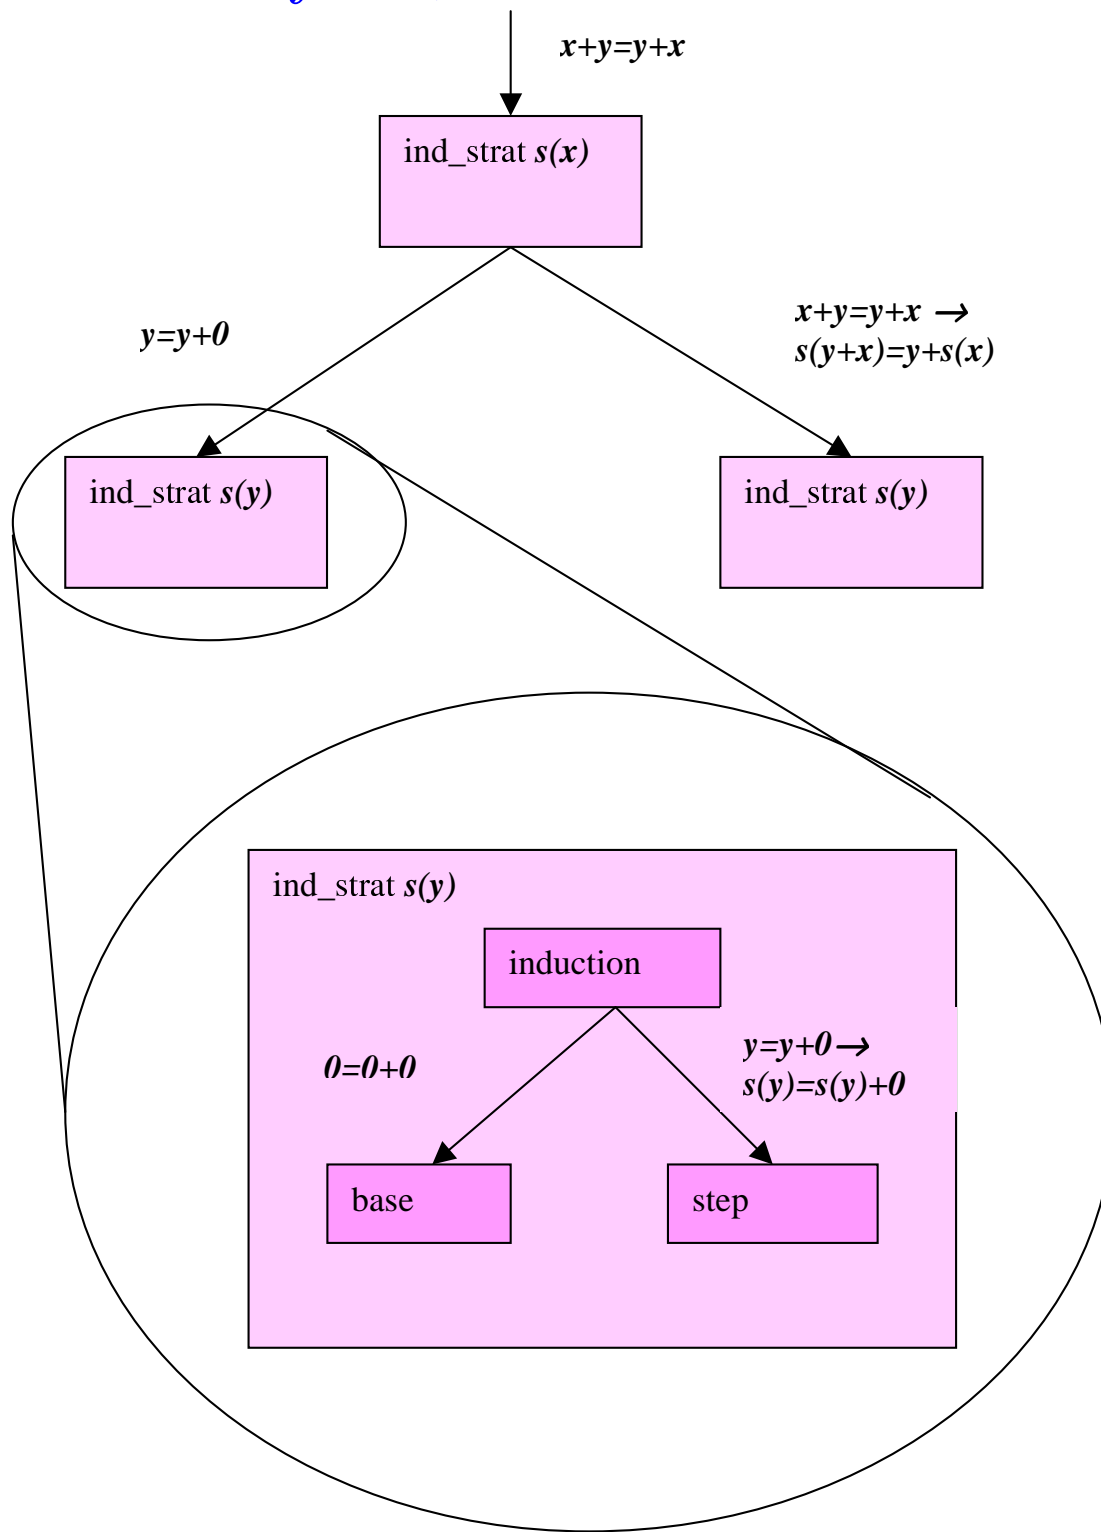 x+y=y+x
ind_strat s(x)
y=y+0
x+y=y+x →
s(y+x)=y+s(x)
ind_strat s(y)
ind_strat s(y)
ind_strat s(y)
induction
0=0+0
y=y+0→
s(y)=s(y)+0
base
step